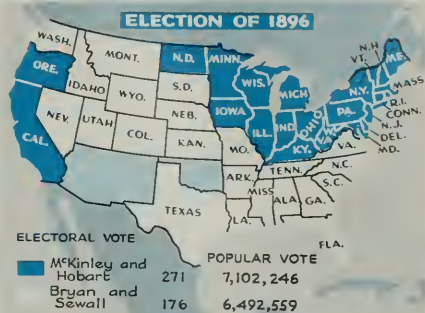 ELECTION OF 1896
WASH.
MONT.
N.D.
MINN.
N.H.
VT.
ME.
ORE.
IDAHO
WYO.
S.D.
WIS.
MICH
N.Y.
MASS
R.I.
CONN.
NEV.
UTAH
COL.
NEB.
IOWA
ILL.
IND
OHIO
PA.
N.J.
DEL.
MD.
CAL.
KAN.
MO.
KY.
W.VA.
VA.
TENN.
N.C.
S.C.
ARK.
MISS
ALA
GA.
TEXAS
LA.
FLA.
ELECTORAL VOTE
POPULAR VOTE
McKinley and
Hobart 271 7,102,246
Bryan and
Sewall 176 6,492,559